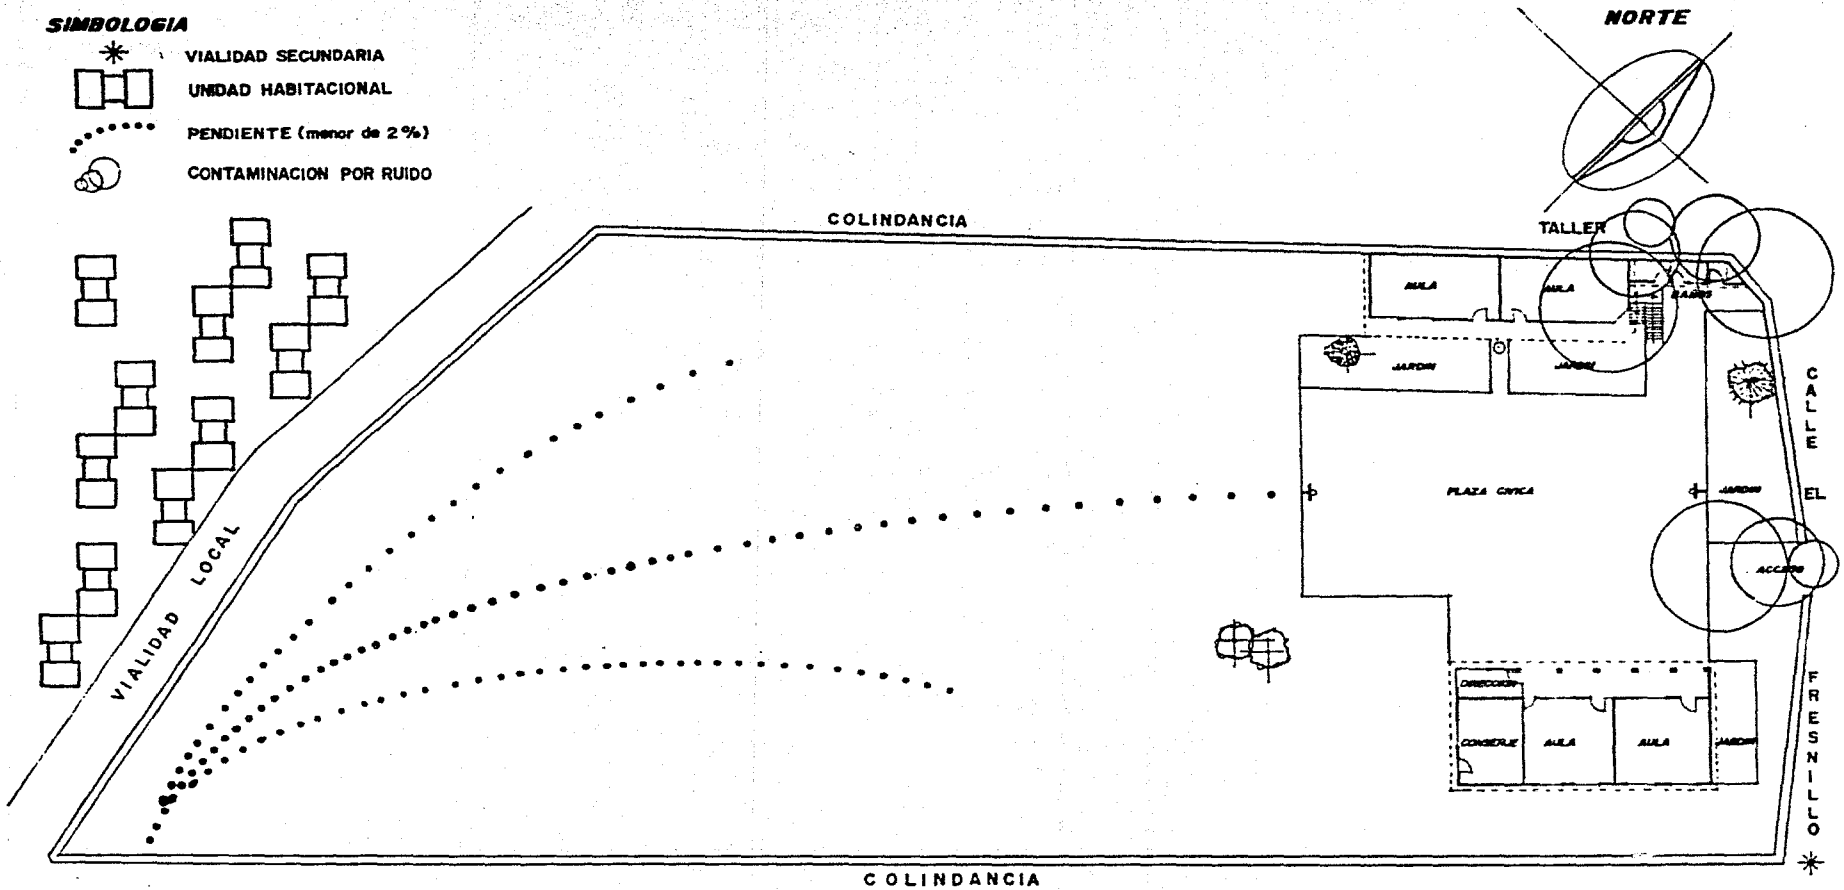 SIMBOLOGIA
VIALIDAD SECUNDARIA
UNIDAD HABITACIONAL
PENDIENTE (menor de 2%)
CONTAMINACION POR RUIDO
NORTE
COLINDANCIA
TALLER
AULA
AULA
BAÑOS
JARDIN
JARDIN
CALLE EL FRESNILLO
PLAZA CIVICA
JARDIN
VIALIDAD LOCAL
ACCESO
DIRECCION
CONSERJE
AULA
AULA
JARDIN
COLINDANCIA